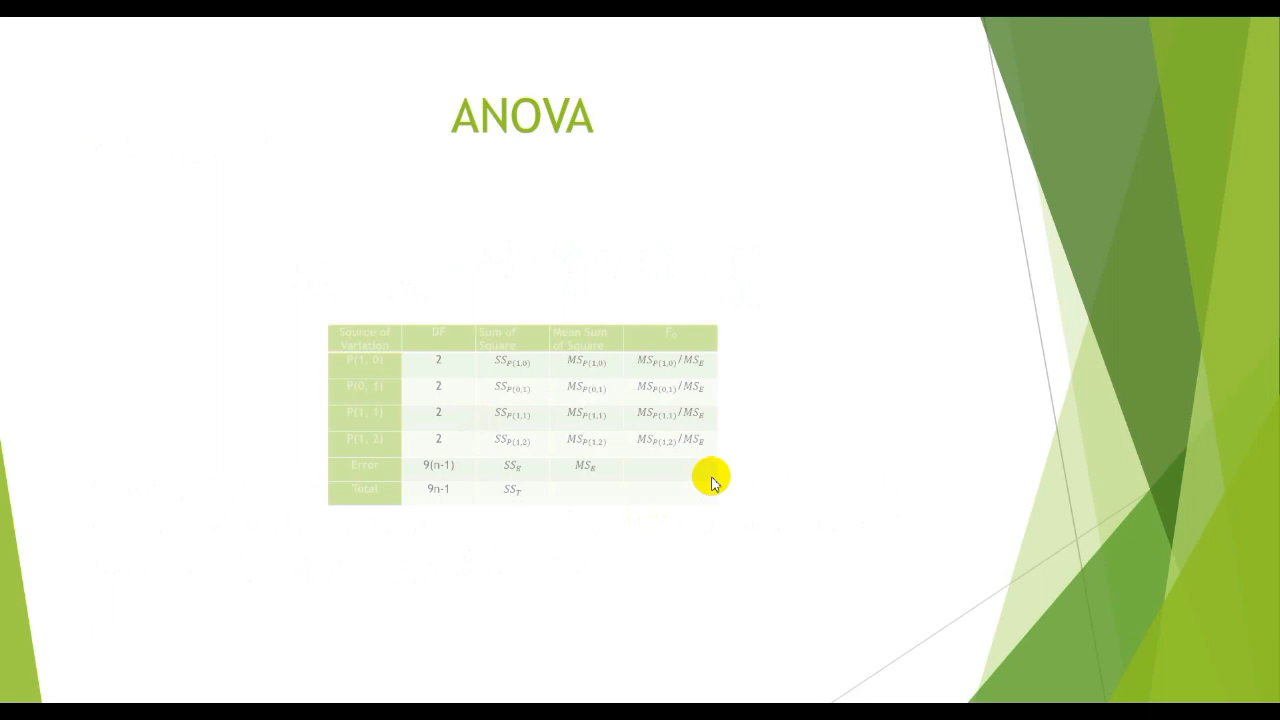 ANOVA
Source of Variation DF Sum of Square Mean Sum of Square F₀
P(1, 0) 2 SS_P(1,0) MS_P(1,0) MS_P(1,0)/MS_E
P(0, 1) 2 SS_P(0,1) MS_P(0,1) MS_P(0,1)/MS_E
P(1, 1) 2 SS_P(1,1) MS_P(1,1) MS_P(1,1)/MS_E
P(1, 2) 2 SS_P(1,2) MS_P(1,2) MS_P(1,2)/MS_E
Error 9(n-1) SS_E MS_E
Total 9n-1 SS_T